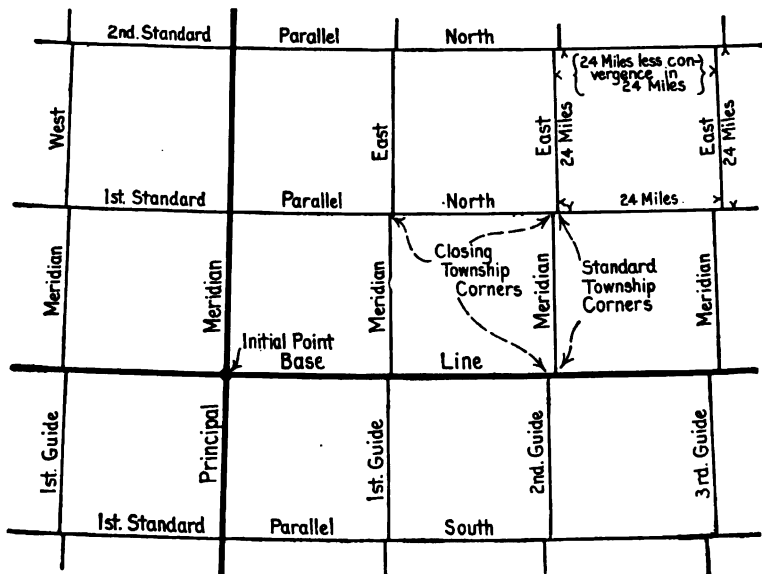 2nd. Standard Parallel North
24 Miles less con-
vergence in
24 Miles
West
East
East
24 Miles
East
24 Miles
1st. Standard Parallel North
24 Miles
Closing
Township
Corners
Standard
Township
Corners
Meridian
Meridian
Meridian
Meridian
Meridian
Initial Point
Base Line
1st. Guide
Principal
1st. Guide
2nd. Guide
3rd. Guide
1st. Standard Parallel South